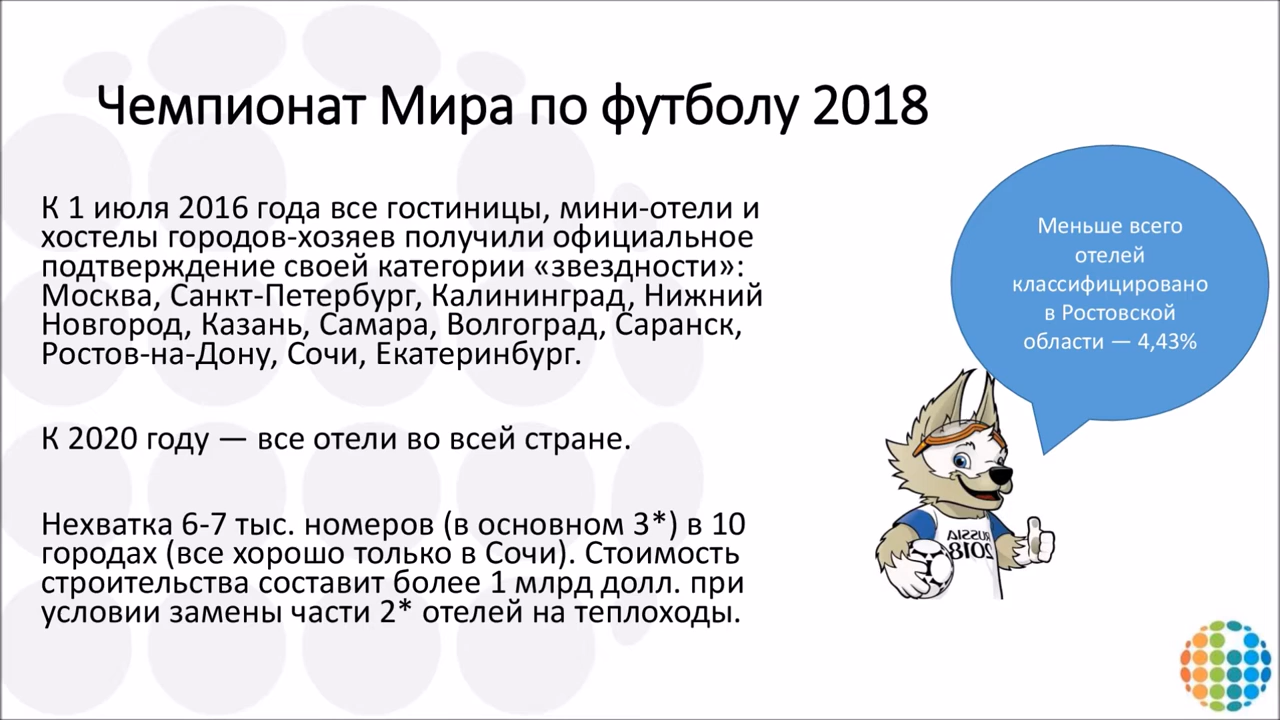 Чемпионат Мира по футболу 2018
К 1 июля 2016 года все гостиницы, мини-отели и
хостелы городов-хозяев получили официальное
подтверждение своей категории «звездности»:
Москва, Санкт-Петербург, Калининград, Нижний
Новгород, Казань, Самара, Волгоград, Саранск,
Ростов-на-Дону, Сочи, Екатеринбург.
К 2020 году — все отели во всей стране.
Нехватка 6-7 тыс. номеров (в основном 3*) в 10
городах (все хорошо только в Сочи). Стоимость
строительства составит более 1 млрд долл. при
условии замены части 2* отелей на теплоходы.
Меньше всего
отелей
классифицировано
в Ростовской
области — 4,43%
RUSSIA
2018